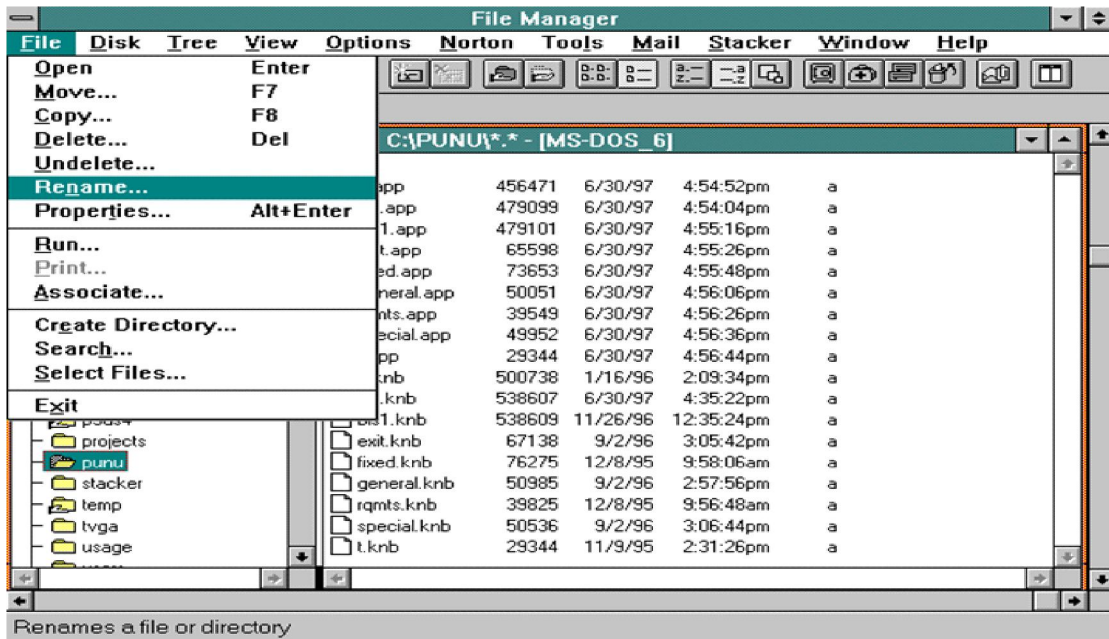 File Manager
File Disk Tree View Options Norton Tools Mail Stacker Window Help
Open Enter
Move... F7
Copy... F8
Delete... Del
Undelete...
Rename...
Properties... Alt+Enter
Run...
Print...
Associate...
Create Directory...
Search...
Select Files...
Exit
projects
punu
stacker
temp
tvga
usage
C:\PUNU\*.* - [MS-DOS_6]
456471 6/30/97 4:54:52pm a
.app 479099 6/30/97 4:54:04pm a
1.app 479101 6/30/97 4:55:16pm a
t.app 65598 6/30/97 4:55:26pm a
ed.app 73653 6/30/97 4:55:48pm a
neral.app 50051 6/30/97 4:56:06pm a
nts.app 39549 6/30/97 4:56:26pm a
ecial.app 49952 6/30/97 4:56:36pm a
pp 29344 6/30/97 4:56:44pm a
.knb 500738 1/16/96 2:09:34pm a
.knb 538607 6/30/97 4:35:22pm a
538609 11/26/96 12:35:24pm a
exit.knb 67138 9/2/96 3:05:42pm a
fixed.knb 76275 12/8/95 9:58:06am a
general.knb 50985 9/2/96 2:57:56pm a
rqmts.knb 39825 12/8/95 9:56:48am a
special.knb 50536 9/2/96 3:06:44pm a
t.knb 29344 11/9/95 2:31:26pm a
Renames a file or directory